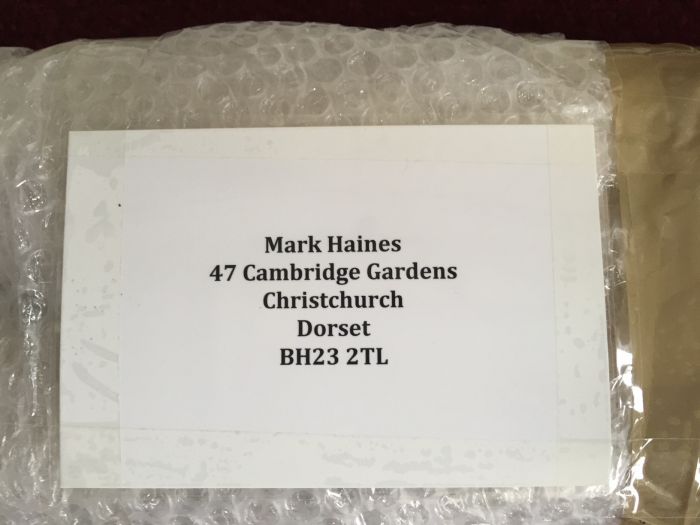 Mark Haines
47 Cambridge Gardens
Christchurch
Dorset
BH23 2TL